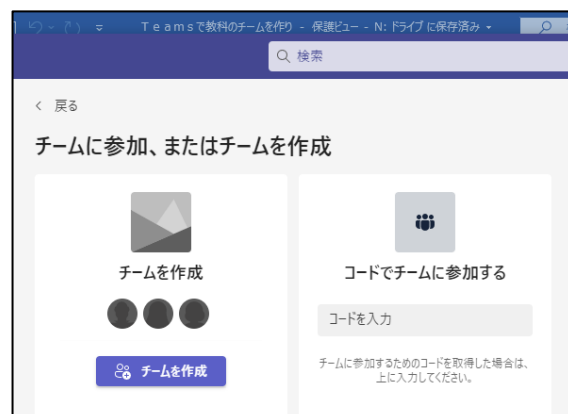 Teamsで教科のチームを作り - 保護ビュー - N: ドライブ に保存済み
検索
戻る
チームに参加、またはチームを作成
チームを作成
コードでチームに参加する
コードを入力
チームを作成
チームに参加するためのコードを取得した場合は、
上に入力してください。